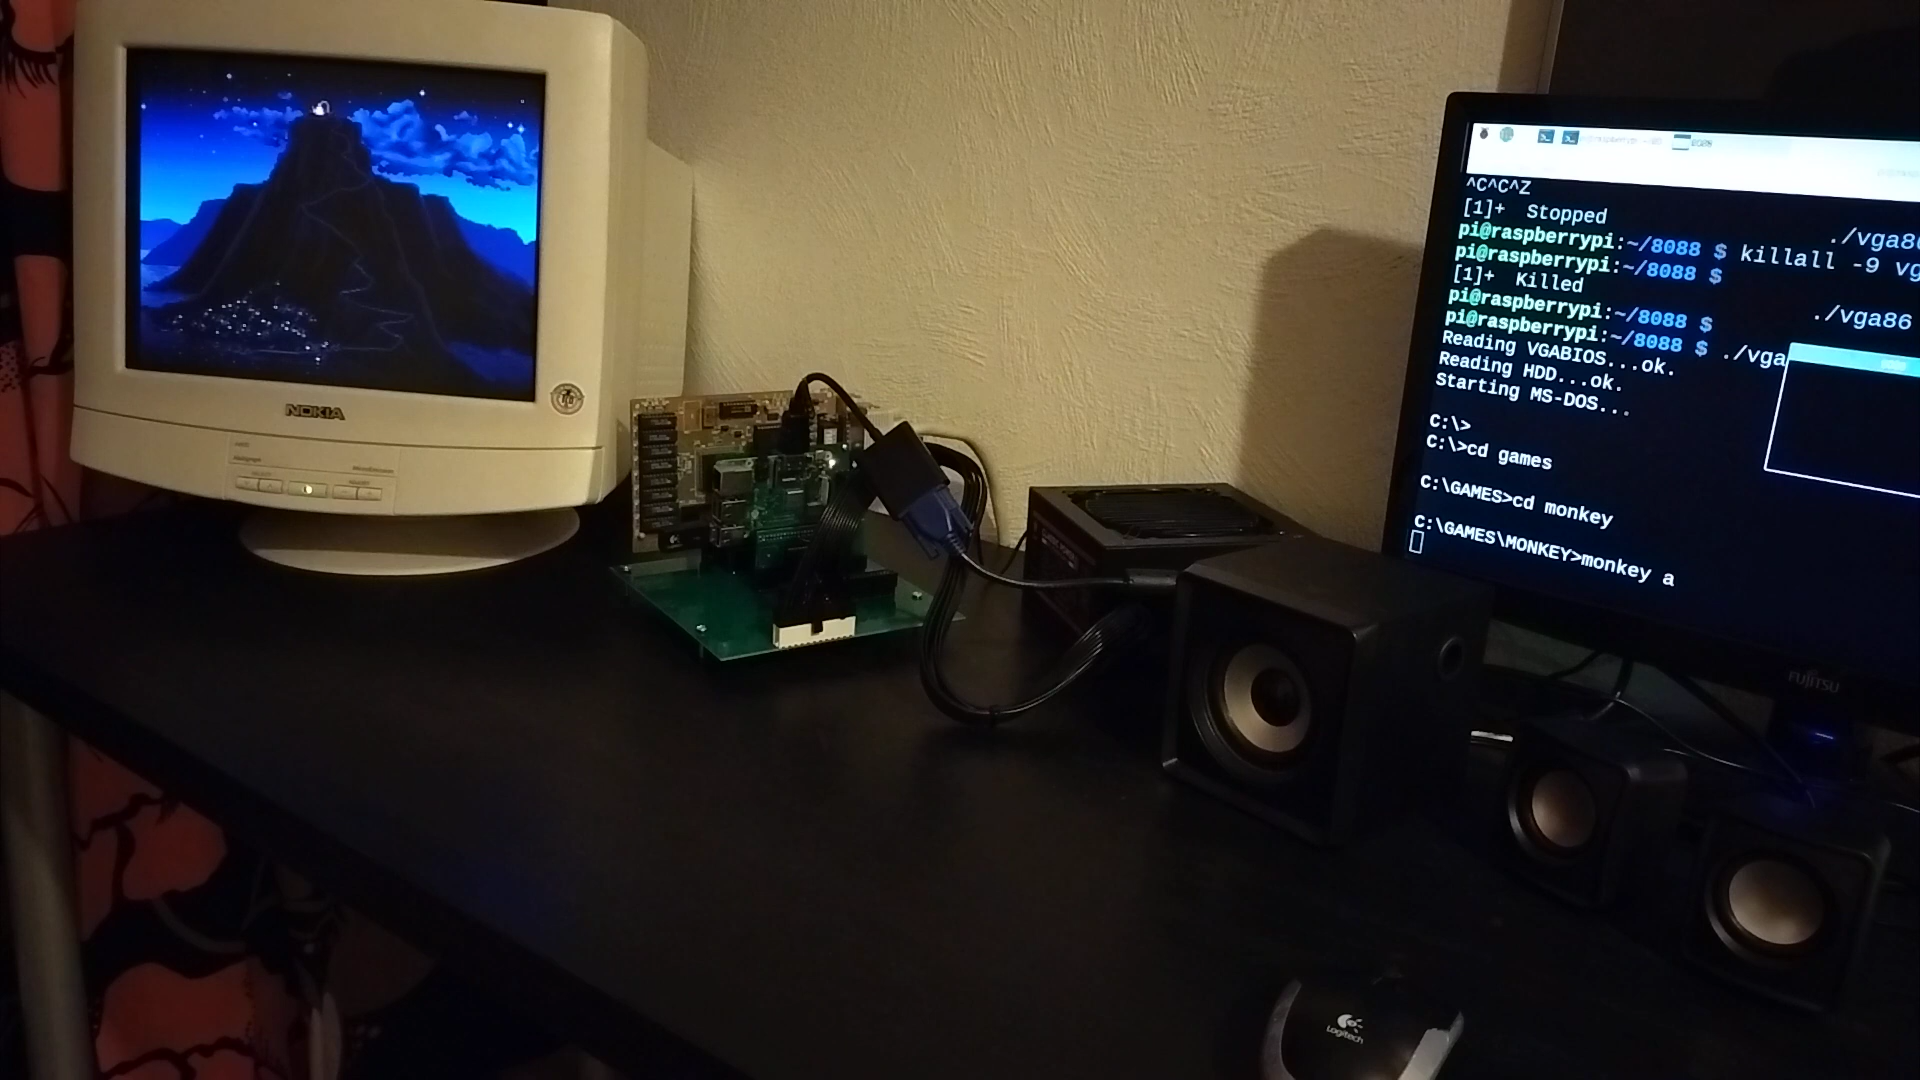 NOKIA
^C^C^Z
[1]+ Stopped ./vga8
pi@raspberrypi:~/8088 $ killall -9 vg
pi@raspberrypi:~/8088 $
[1]+ Killed ./vga86
pi@raspberrypi:~/8088 $
pi@raspberrypi:~/8088 $ ./vga
Reading VGABIOS...ok.
Reading HDD...ok.
Starting MS-DOS...
C:\>
C:\>cd games
C:\GAMES>cd monkey
C:\GAMES\MONKEY>monkey a
FUJITSU
Logitech